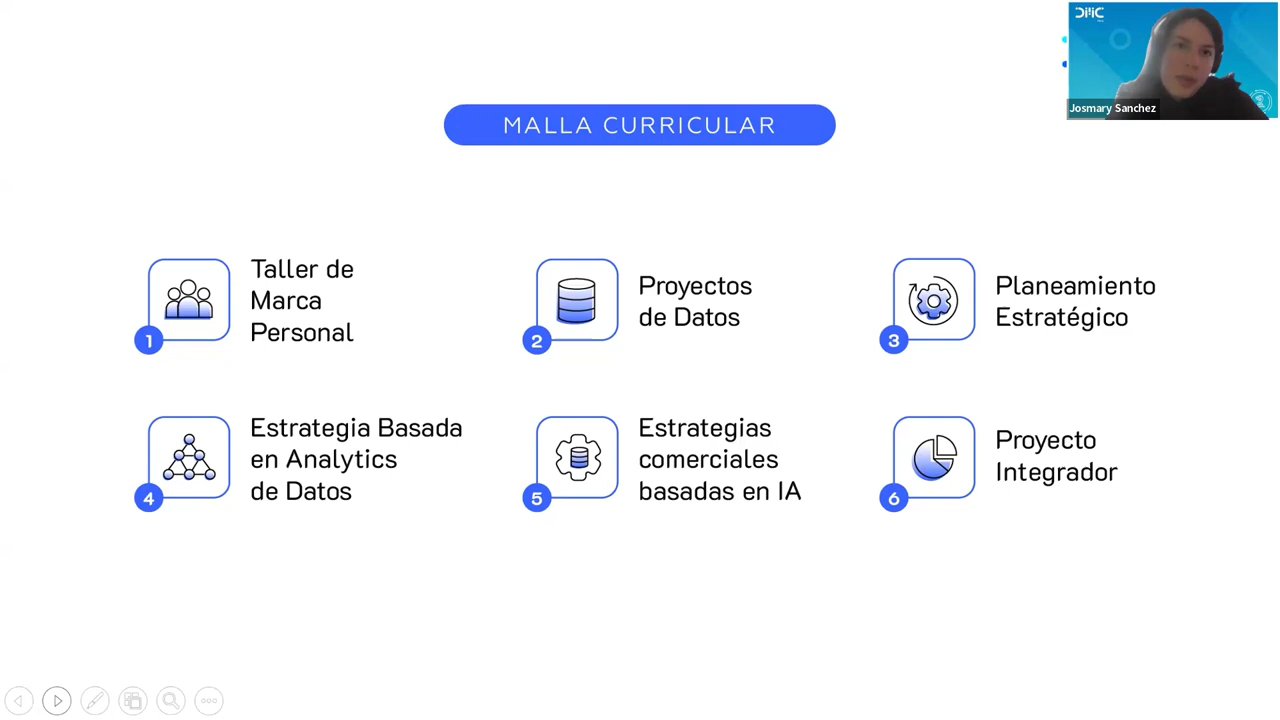 DMC
Josmary Sanchez
MALLA CURRICULAR
Taller de
Marca
Personal
1
Proyectos
de Datos
2
Planeamiento
Estratégico
3
Estrategia Basada
en Analytics
de Datos
4
Estrategias
comerciales
basadas en IA
5
Proyecto
Integrador
6